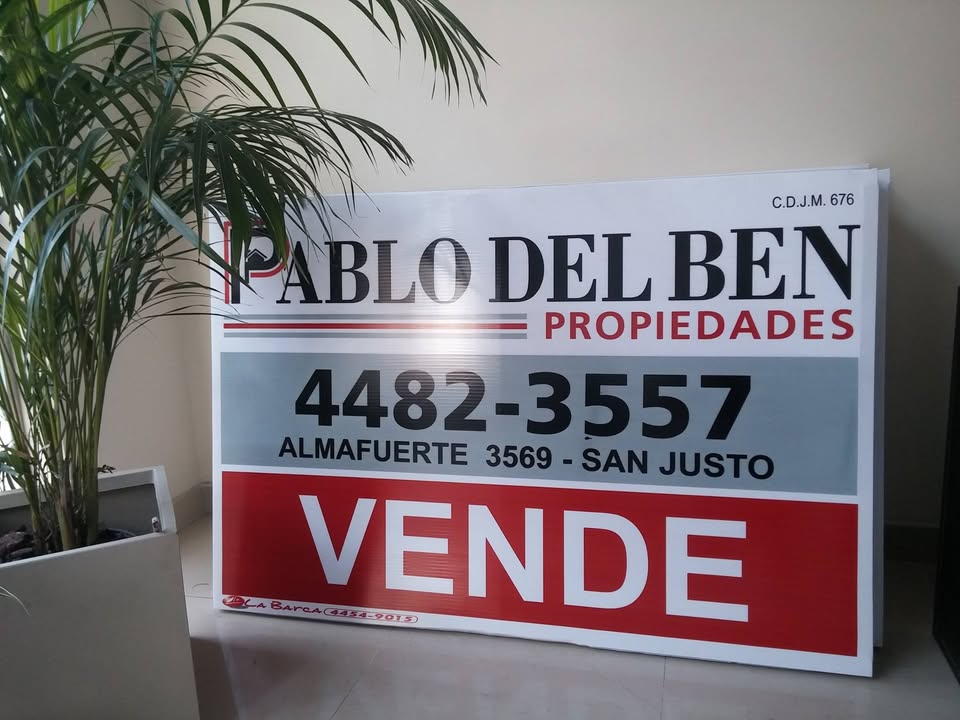 C.D.J.M. 676
PABLO DEL BEN
PROPIEDADES
4482-3557
ALMAFUERTE 3569 - SAN JUSTO
VENDE
La Barca 4454-9015